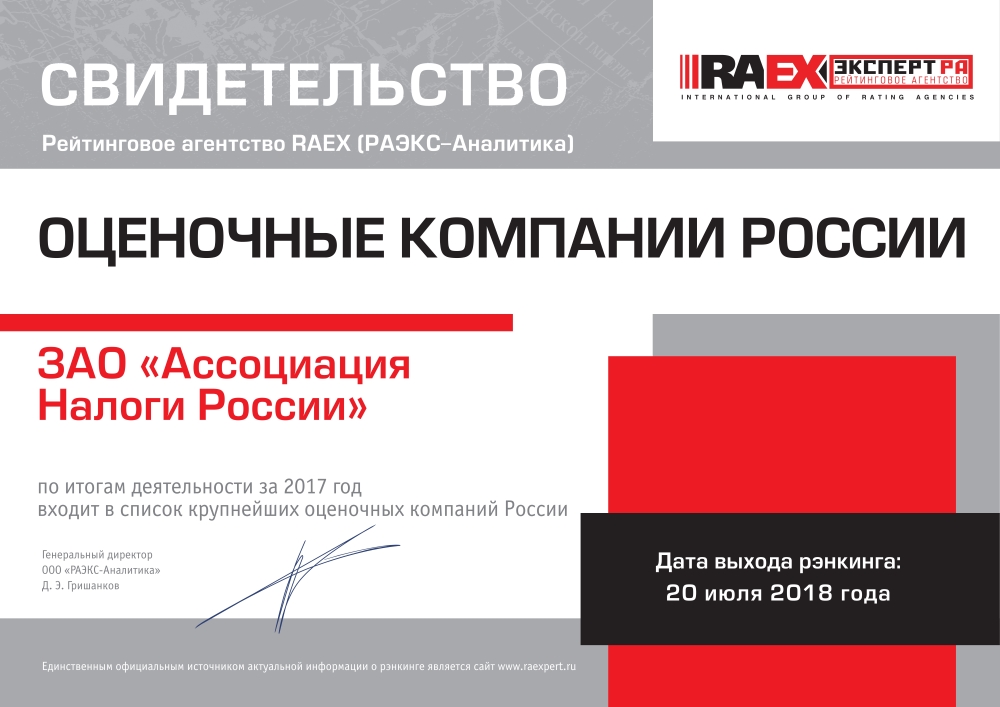 СВИДЕТЕЛЬСТВО
Рейтинговое агентство RAEX (РАЭКС-Аналитика)
RAEX ЭКСПЕРТ РА
РЕЙТИНГОВОЕ АГЕНТСТВО
INTERNATIONAL GROUP OF RATING AGENCIES
ОЦЕНОЧНЫЕ КОМПАНИИ РОССИИ
ЗАО «Ассоциация
Налоги России»
по итогам деятельности за 2017 год
входит в список крупнейших оценочных компаний России
Генеральный директор
ООО «РАЭКС-Аналитика»
Д. Э. Гришанков
Дата выхода рэнкинга:
20 июля 2018 года
Единственным официальным источником актуальной информации о рэнкинге является сайт www.raexpert.ru